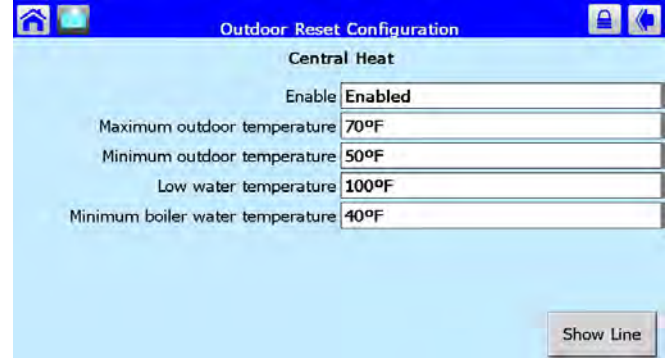 Outdoor Reset Configuration
Central Heat
Enable Enabled
Maximum outdoor temperature 70ºF
Minimum outdoor temperature 50ºF
Low water temperature 100ºF
Minimum boiler water temperature 40ºF
Show Line